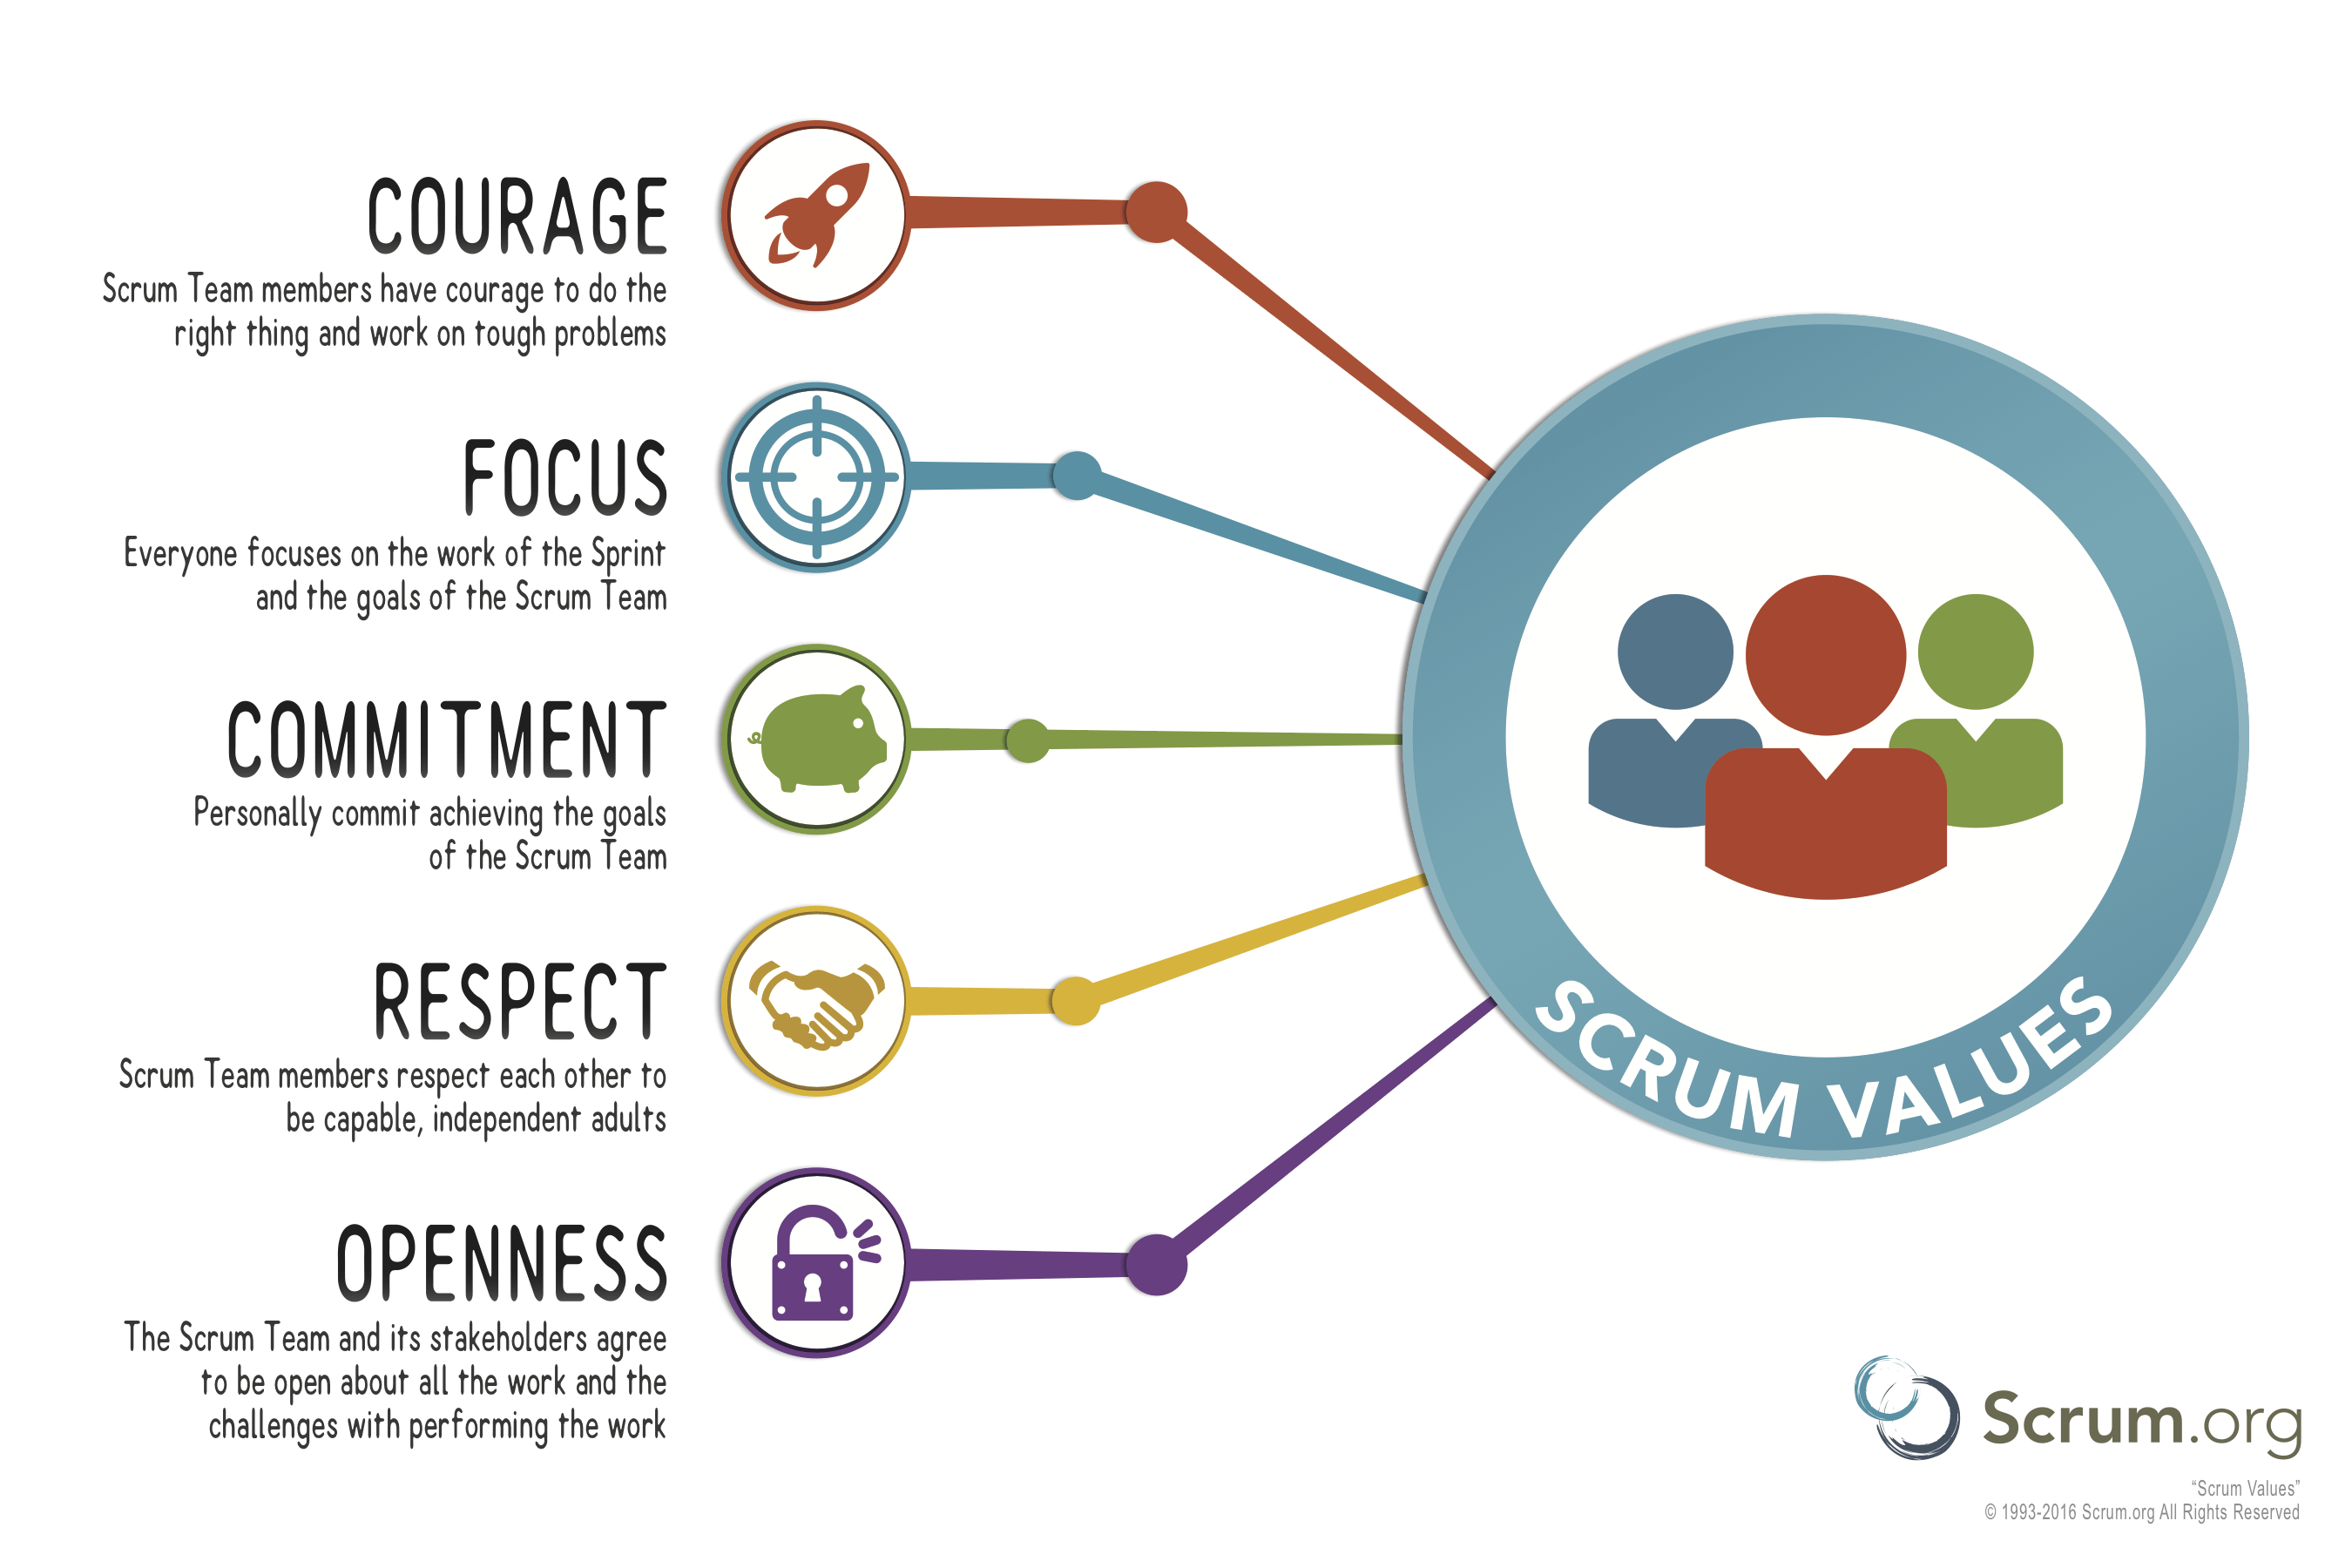 COURAGE
Scrum Team members have courage to do the
right thing and work on tough problems
FOCUS
Everyone focuses on the work of the Sprint
and the goals of the Scrum Team
COMMITMENT
Personally commit achieving the goals
of the Scrum Team
RESPECT
Scrum Team members respect each other to
be capable, independent adults
OPENNESS
The Scrum Team and its stakeholders agree
to be open about all the work and the
challenges with performing the work
SCRUM VALUES
Scrum.org
“Scrum Values”
© 1993-2016 Scrum.org All Rights Reserved